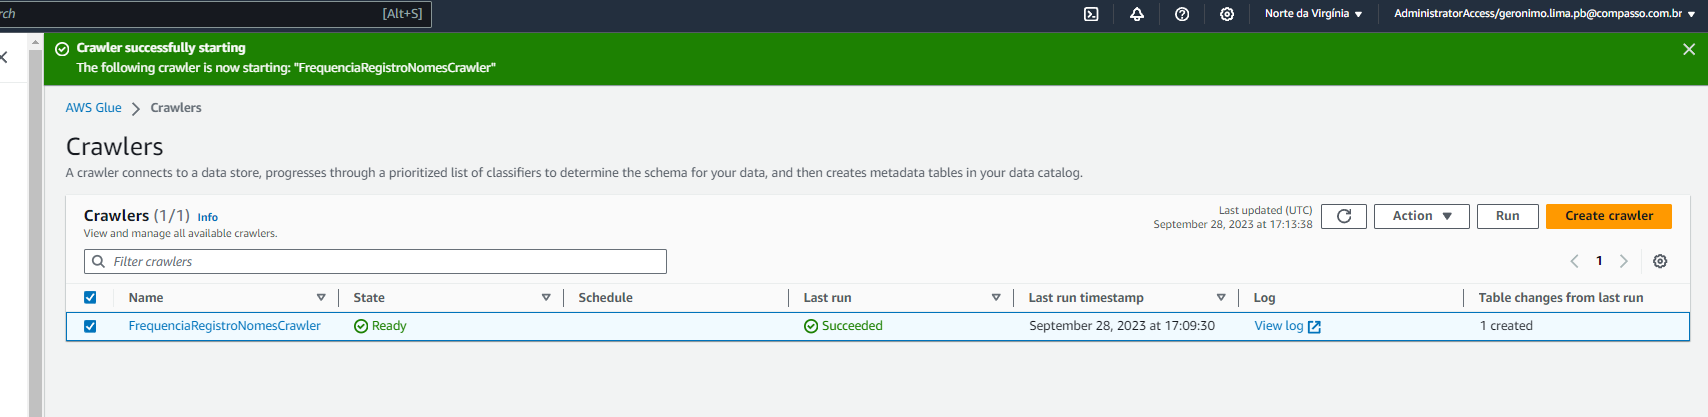 rch [Alt+S] Norte da Virgínia AdministratorAccess/geronimo.lima.pb@compasso.com.br
Crawler successfully starting
The following crawler is now starting: "FrequenciaRegistroNomesCrawler"
AWS Glue > Crawlers
Crawlers
A crawler connects to a data store, progresses through a prioritized list of classifiers to determine the schema for your data, and then creates metadata tables in your data catalog.
Crawlers (1/1) Info
View and manage all available crawlers.
Last updated (UTC)
September 28, 2023 at 17:13:38
Action Run Create crawler
Filter crawlers
1
Name State Schedule Last run Last run timestamp Log Table changes from last run
FrequenciaRegistroNomesCrawler Ready Succeeded September 28, 2023 at 17:09:30 View log 1 created